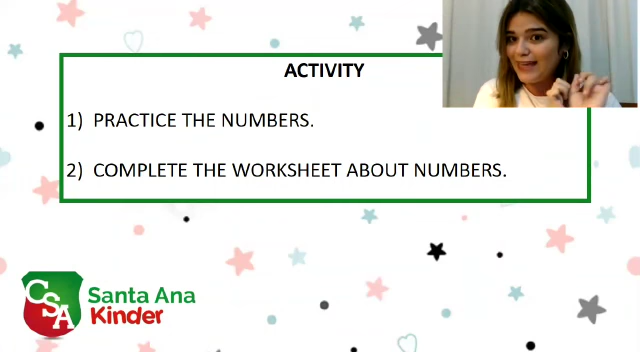 ACTIVITY
1) PRACTICE THE NUMBERS.
2) COMPLETE THE WORKSHEET ABOUT NUMBERS.
CSA
Santa Ana
Kinder